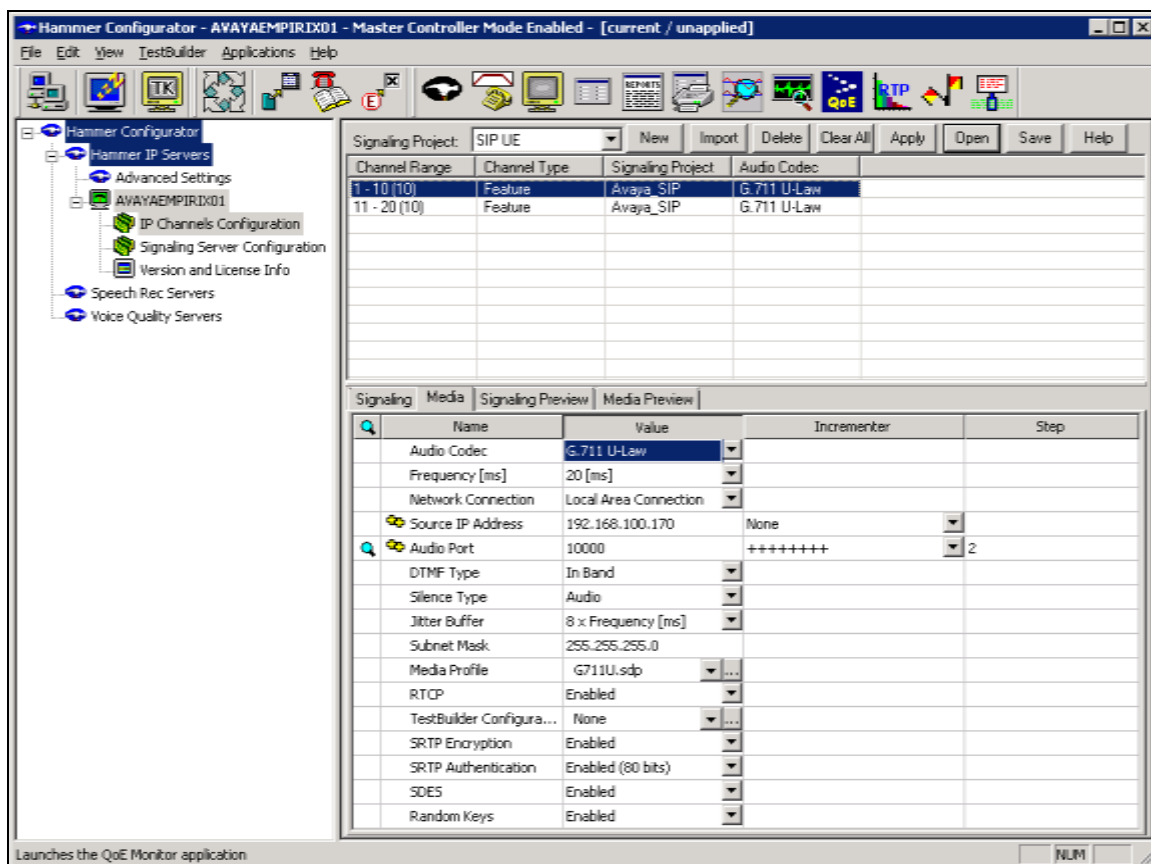 Hammer Configurator - AVAYAEMPIRIX01 - Master Controller Mode Enabled - [current / unapplied]
File Edit View TestBuilder Applications Help
TK E X REPORTS QoE RTP
Hammer Configurator
Hammer IP Servers
Advanced Settings
AVAYAEMPIRIX01
IP Channels Configuration
Signaling Server Configuration
Version and License Info
Speech Rec Servers
Voice Quality Servers
Signaling Project: SIP UE New Import Delete Clear All Apply Open Save Help
Channel Range Channel Type Signaling Project Audio Codec
1 - 10 (10) Feature Avaya_SIP G.711 U-Law
11 - 20 (10) Feature Avaya_SIP G.711 U-Law
Signaling Media Signaling Preview Media Preview
Name Value Incrementer Step
Audio Codec G.711 U-Law
Frequency [ms] 20 [ms]
Network Connection Local Area Connection
Source IP Address 192.168.100.170 None
Audio Port 10000 ++++++++ 2
DTMF Type In Band
Silence Type Audio
Jitter Buffer 8 x Frequency [ms]
Subnet Mask 255.255.255.0
Media Profile G711U.sdp ...
RTCP Enabled
TestBuilder Configura... None ...
SRTP Encryption Enabled
SRTP Authentication Enabled (80 bits)
SDES Enabled
Random Keys Enabled
Launches the QoE Monitor application NUM